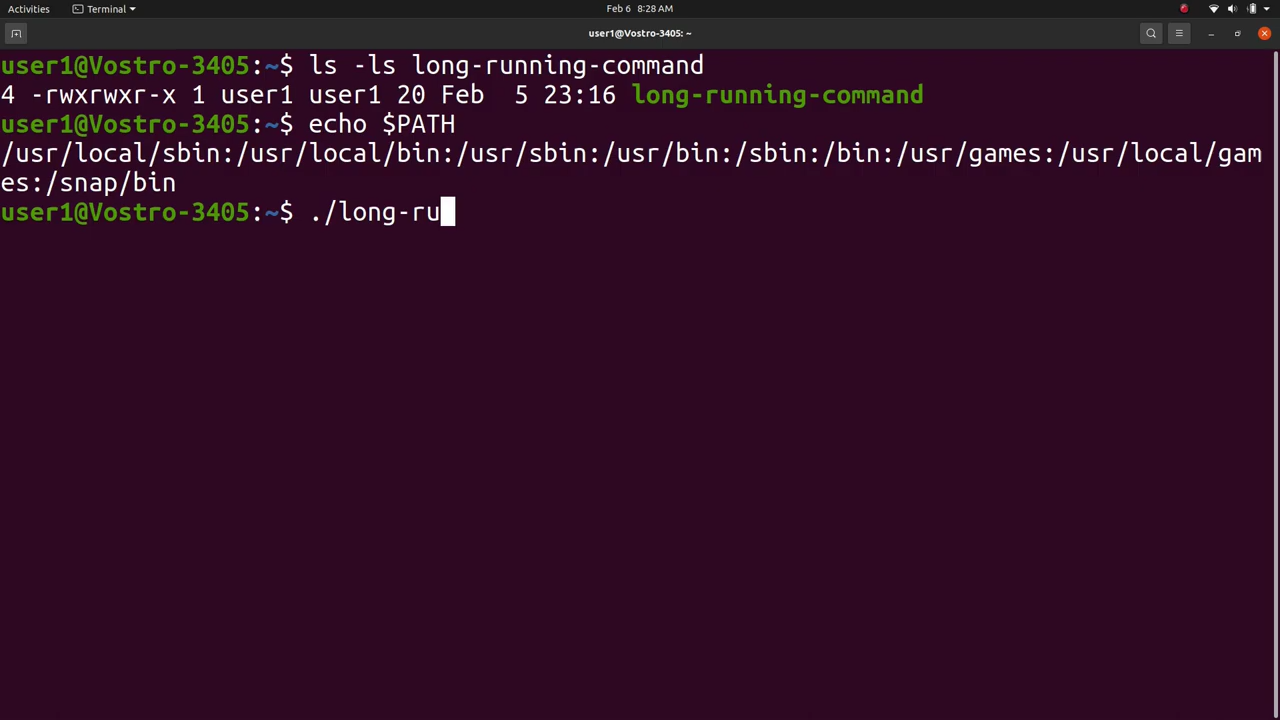 Activities Terminal Feb 6 8:28 AM
user1@Vostro-3405: ~
user1@Vostro-3405:~$ ls -ls long-running-command
4 -rwxrwxr-x 1 user1 user1 20 Feb  5 23:16 long-running-command
user1@Vostro-3405:~$ echo $PATH
/usr/local/sbin:/usr/local/bin:/usr/sbin:/usr/bin:/sbin:/bin:/usr/games:/usr/local/gam
es:/snap/bin
user1@Vostro-3405:~$ ./long-ru